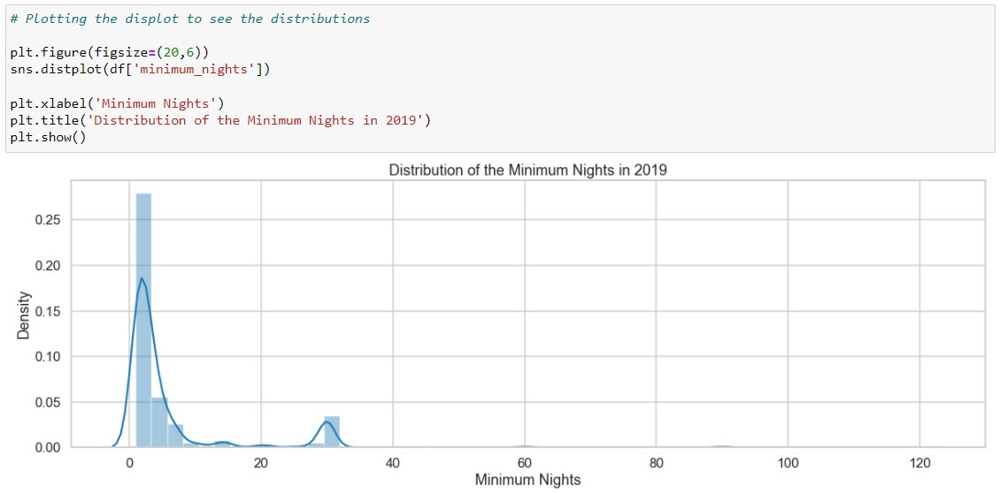 # Plotting the displot to see the distributions
plt.figure(figsize=(20,6))
sns.distplot(df['minimum_nights'])
plt.xlabel('Minimum Nights')
plt.title('Distribution of the Minimum Nights in 2019')
plt.show()
Distribution of the Minimum Nights in 2019
0.25
0.20
0.15
0.10
0.05
0.00
Density
0 20 40 60 80 100 120
Minimum Nights